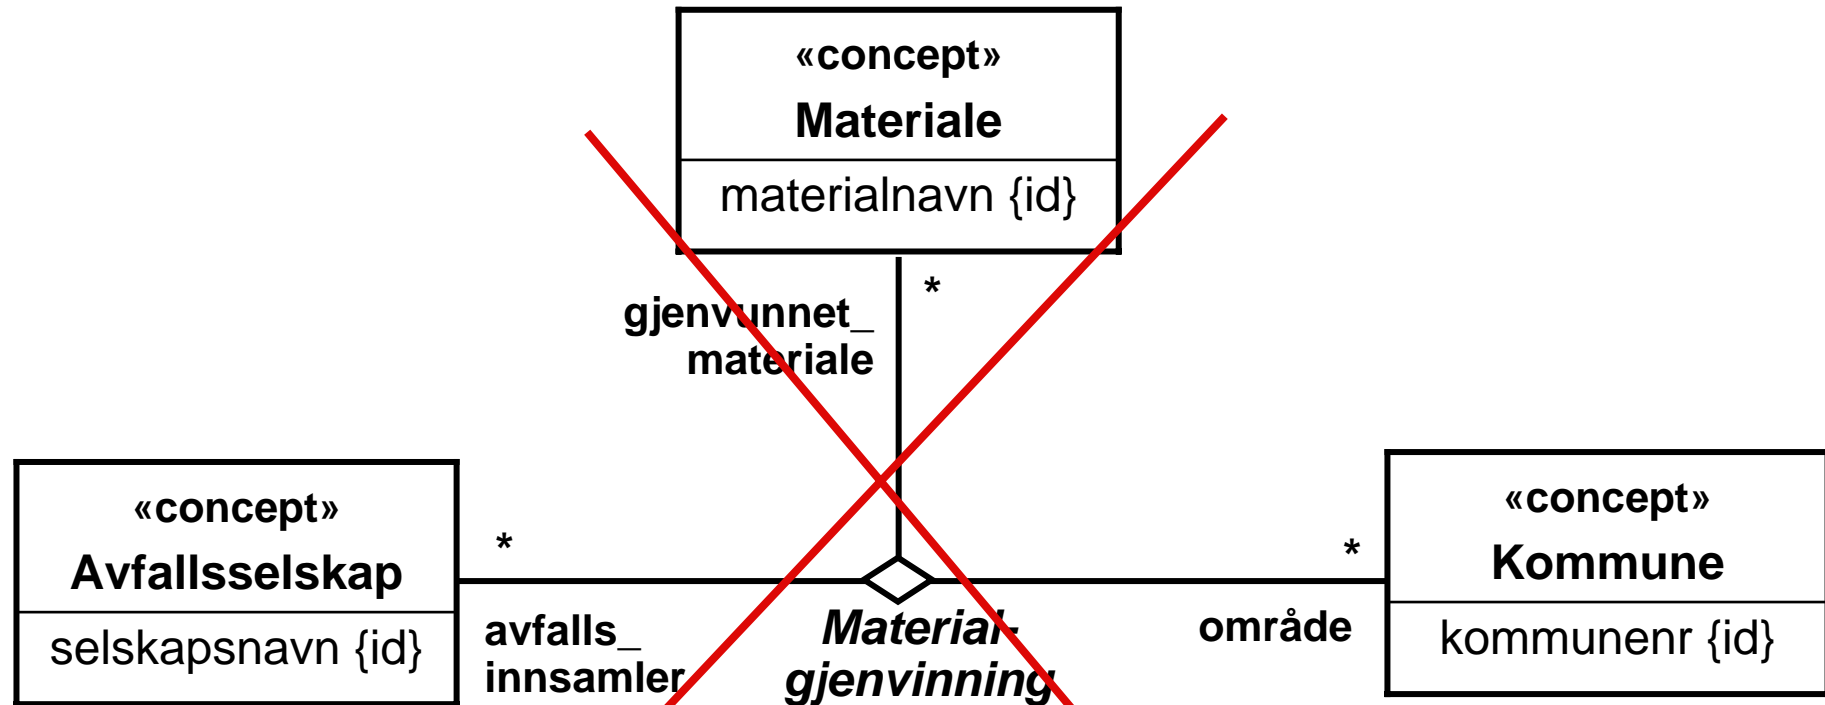 «concept»
Materiale
materialnavn {id}
*
gjenvunnet_
materiale
«concept»
Avfallsselskap
selskapsnavn {id}
*
avfalls_
innsamler
Material-
gjenvinning
*
område
«concept»
Kommune
kommunenr {id}